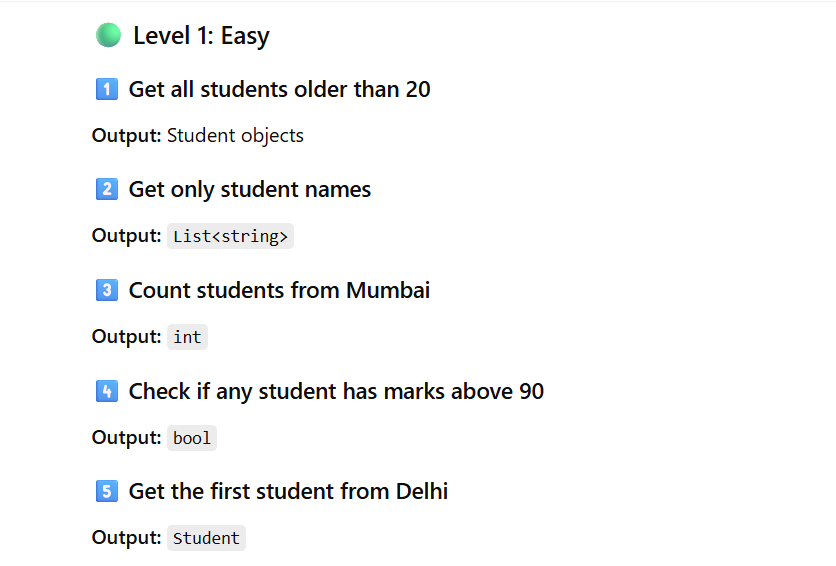 🟢 Level 1: Easy
1️⃣ Get all students older than 20
Output: Student objects
2️⃣ Get only student names
Output: List<string>
3️⃣ Count students from Mumbai
Output: int
4️⃣ Check if any student has marks above 90
Output: bool
5️⃣ Get the first student from Delhi
Output: Student